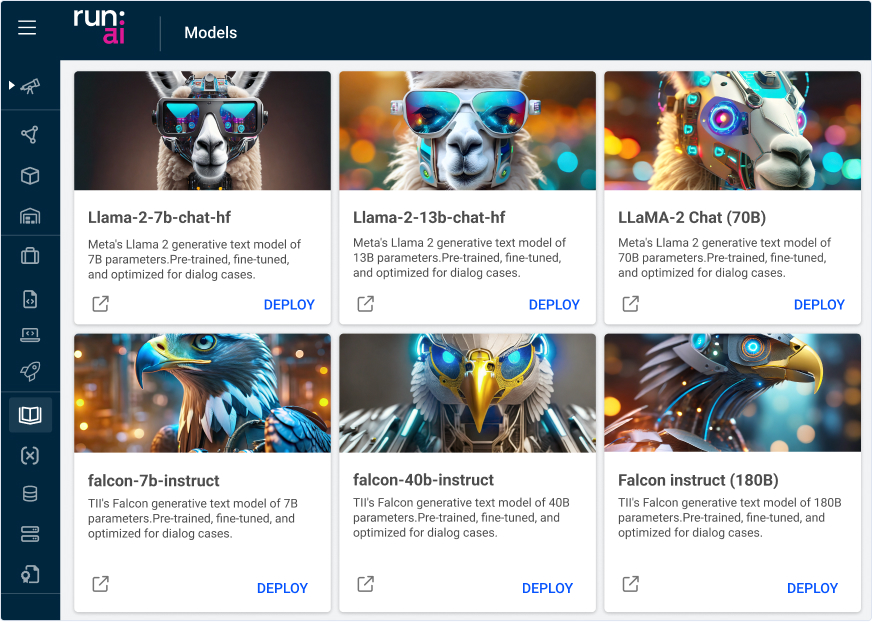 run:
ai
Models
Llama-2-7b-chat-hf
Meta's Llama 2 generative text model of
7B parameters.Pre-trained, fine-tuned,
and optimized for dialog cases.
DEPLOY
Llama-2-13b-chat-hf
Meta's Llama 2 generative text model of
13B parameters.Pre-trained, fine-tuned,
and optimized for dialog cases.
DEPLOY
LLaMA-2 Chat (70B)
Meta's Llama 2 generative text model of
70B parameters.Pre-trained, fine-tuned,
and optimized for dialog cases.
DEPLOY
falcon-7b-instruct
TII's Falcon generative text model of 7B
parameters.Pre-trained, fine-tuned, and
optimized for dialog cases.
DEPLOY
falcon-40b-instruct
TII's Falcon generative text model of 40B
parameters.Pre-trained, fine-tuned, and
optimized for dialog cases.
DEPLOY
Falcon instruct (180B)
TII's Falcon generative text model of 180B
parameters.Pre-trained, fine-tuned, and
optimized for dialog cases.
DEPLOY